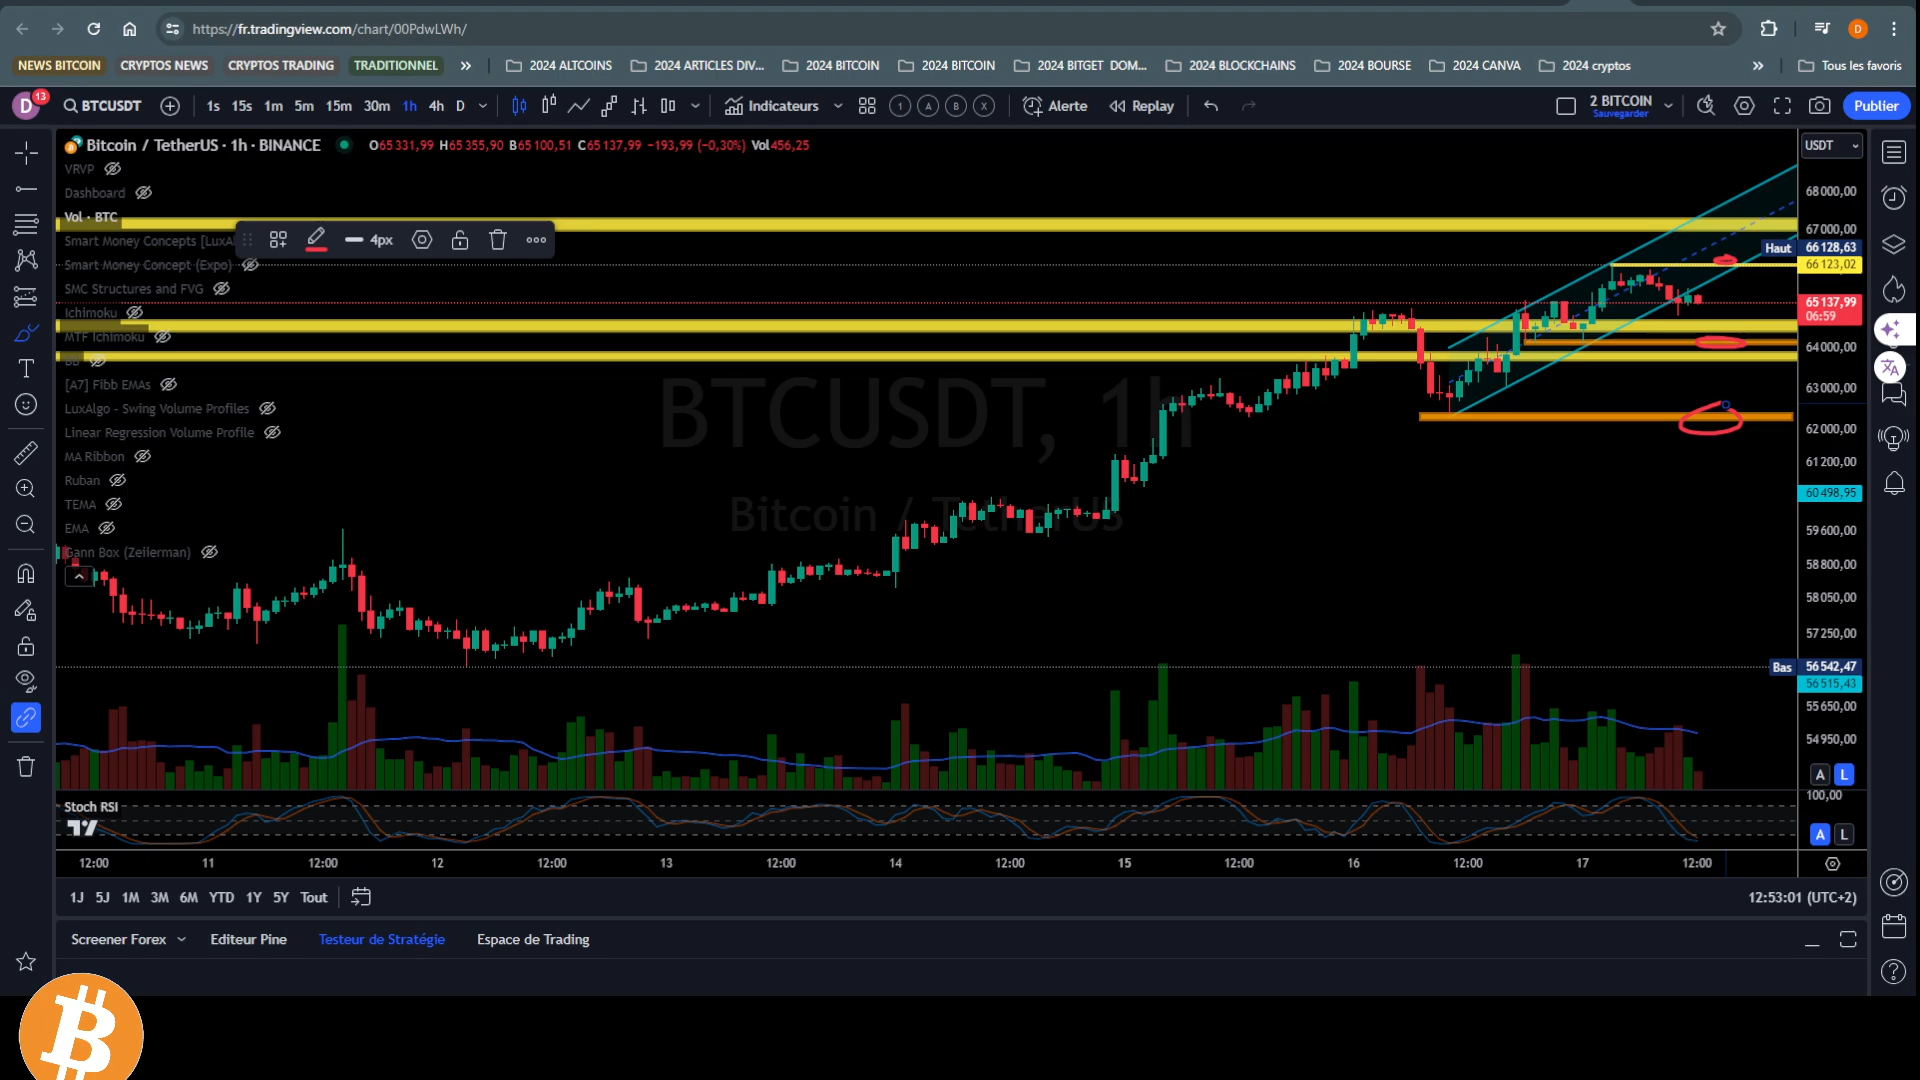 https://fr.tradingview.com/chart/00PdwLWh/
D
NEWS BITCOIN CRYPTOS NEWS CRYPTOS TRADING TRADITIONNEL » 2024 ALTCOINS 2024 ARTICLES DIV... 2024 BITCOIN 2024 BITCOIN 2024 BITGET DOM... 2024 BLOCKCHAINS 2024 BOURSE 2024 CANVA 2024 cryptos » Tous les favoris
D 13 BTCUSDT 1s 15s 1m 5m 15m 30m 1h 4h D Indicateurs 1 A B X Alerte Replay 2 BITCOIN Sauvegarder Publier
Bitcoin / TetherUS · 1h · BINANCE O65 331,99 H65 355,90 B65 100,51 C65 137,99 −193,99 (−0,30%) Vol456,25
USDT
VRVP
Dashboard
68 000,00
Vol · BTC
67 000,00
4px
Smart Money Concepts [LuxAl
Haut 66 128,63
Smart Money Concept (Expo)
66 123,02
SMC Structures and FVG
65 137,99
06:59
Ichimoku
MTF Ichimoku
64 000,00
BB
[A7] Fibb EMAs
63 000,00
LuxAlgo - Swing Volume Profiles
BTCUSDT, 1h
Linear Regression Volume Profile
62 000,00
MA Ribbon
61 200,00
Ruban
60 498,95
TEMA
Bitcoin / TetherUS
EMA
59 600,00
Gann Box (Zeiierman)
58 800,00
58 050,00
57 250,00
Bas 56 542,47
56 515,43
55 650,00
54 950,00
A L
100,00
Stoch RSI
A L
12:00 11 12:00 12 12:00 13 12:00 14 12:00 15 12:00 16 12:00 17 12:00
1J 5J 1M 3M 6M YTD 1Y 5Y Tout 12:53:01 (UTC+2)
Screener Forex Editeur Pine Testeur de Stratégie Espace de Trading